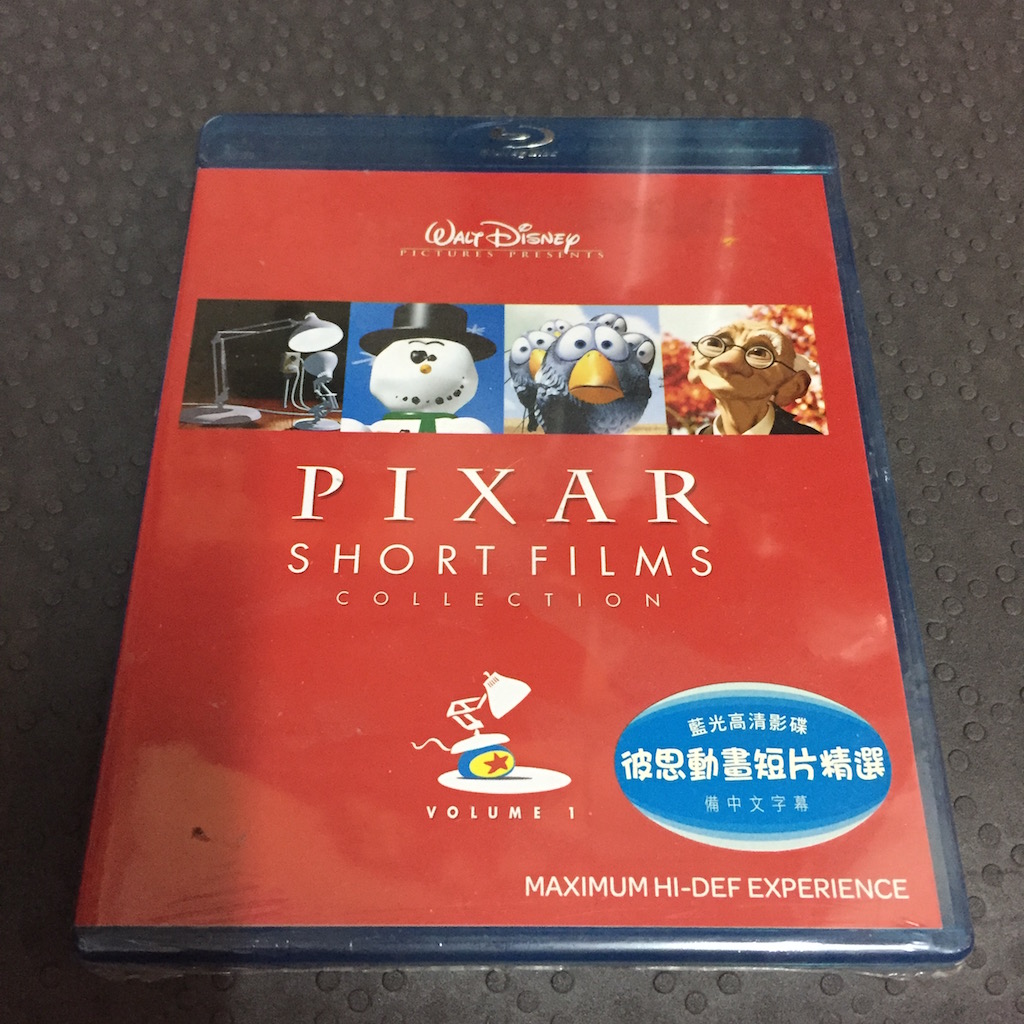 WALT DISNEY
PICTURES PRESENTS
PIXAR
SHORT FILMS
COLLECTION
VOLUME 1
藍光高清影碟
彼思動畫短片精選
備中文字幕
MAXIMUM HI-DEF EXPERIENCE